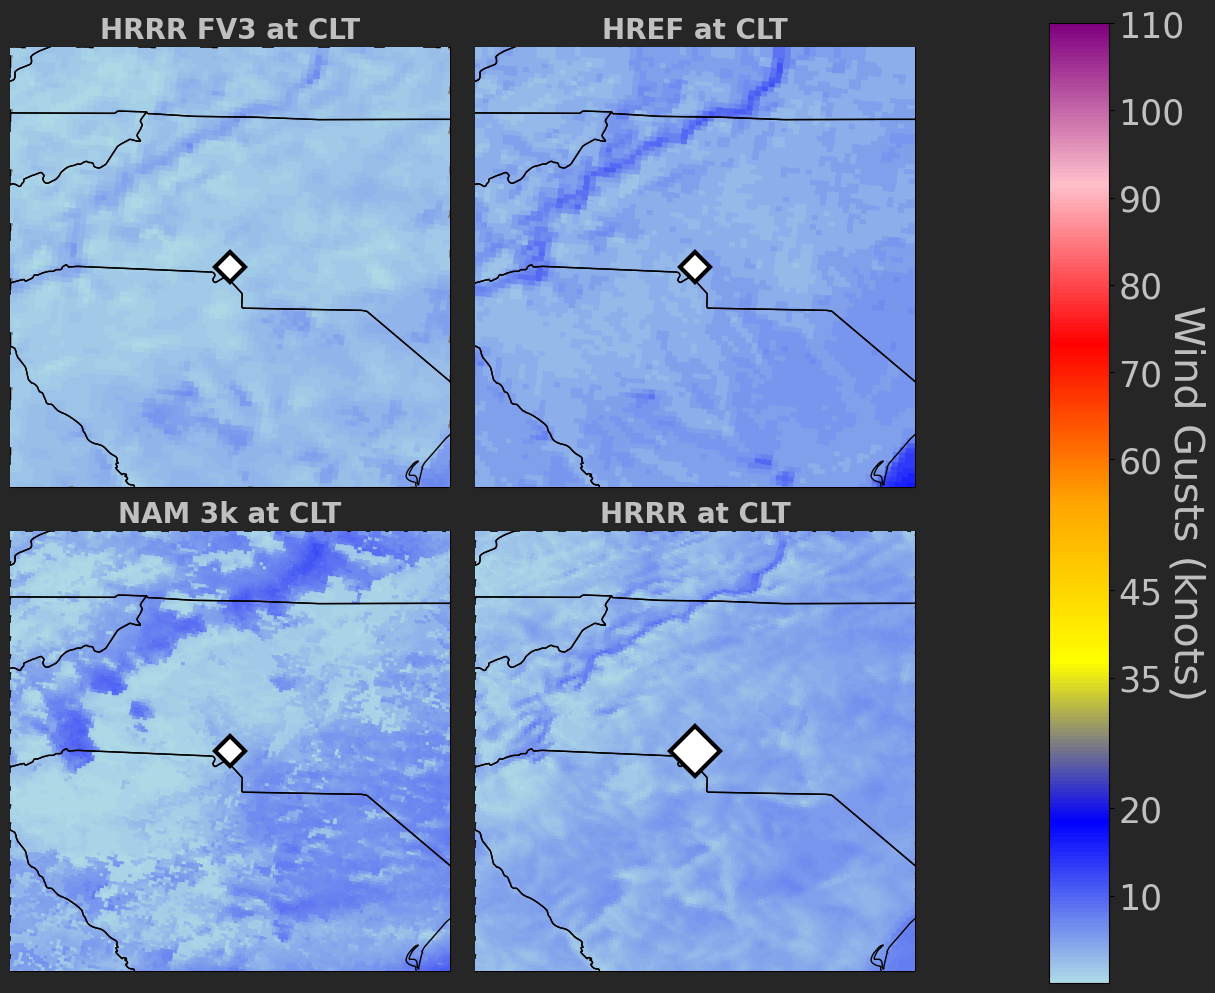 HRRR FV3 at CLT
HREF at CLT
NAM 3k at CLT
HRRR at CLT
110
100
90
80
70
60
45
35
20
10
Wind Gusts (knots)